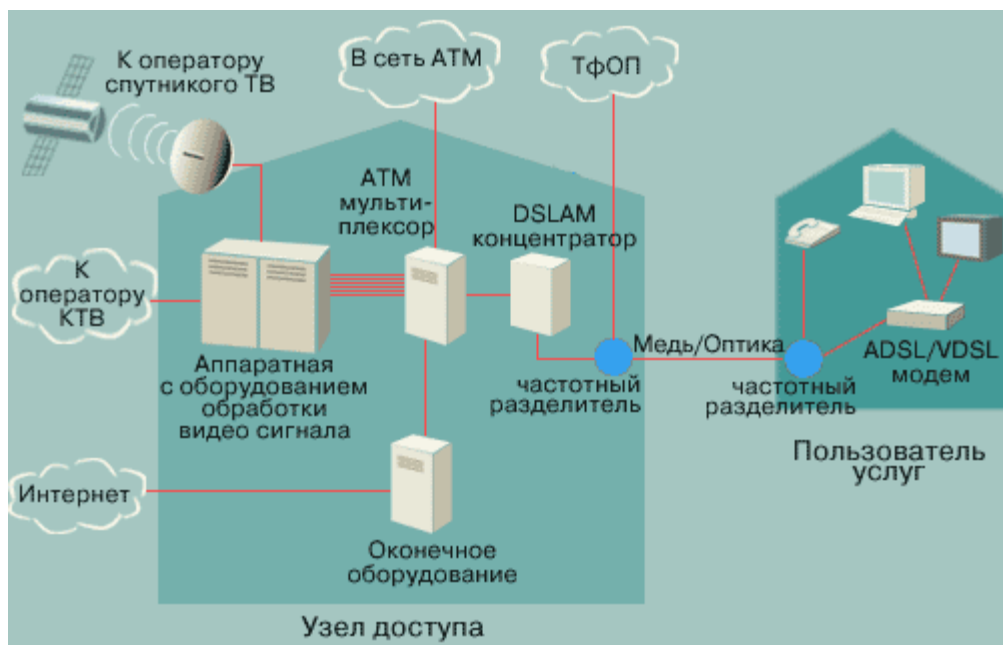 К оператору
спутникого ТВ
В сеть АТМ
ТфОП
АТМ
мульти-
плексор
DSLAM
концентратор
К
оператору
КТВ
Медь/Оптика
Аппаратная
с оборудованием
обработки
видео сигнала
частотный
разделитель
частотный
разделитель
ADSL/VDSL
модем
Пользователь
услуг
Интернет
Оконечное
оборудование
Узел доступа